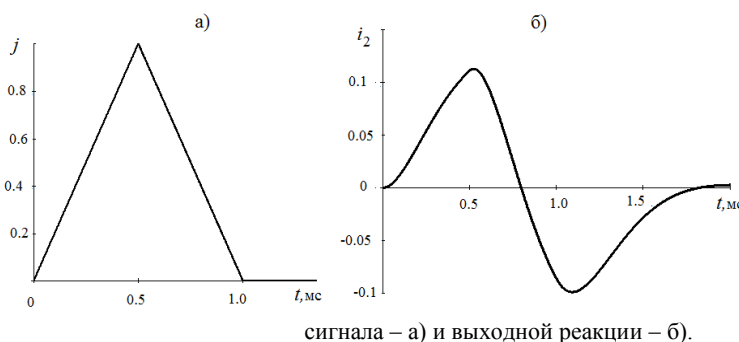 а)
б)
j
0.8
0.6
0.4
0.2
0
0.5
1.0
t,мс
i2
0.1
0.05
0
-0.05
-0.1
0.5
1.0
1.5
t,мс
сигнала – а) и выходной реакции – б).